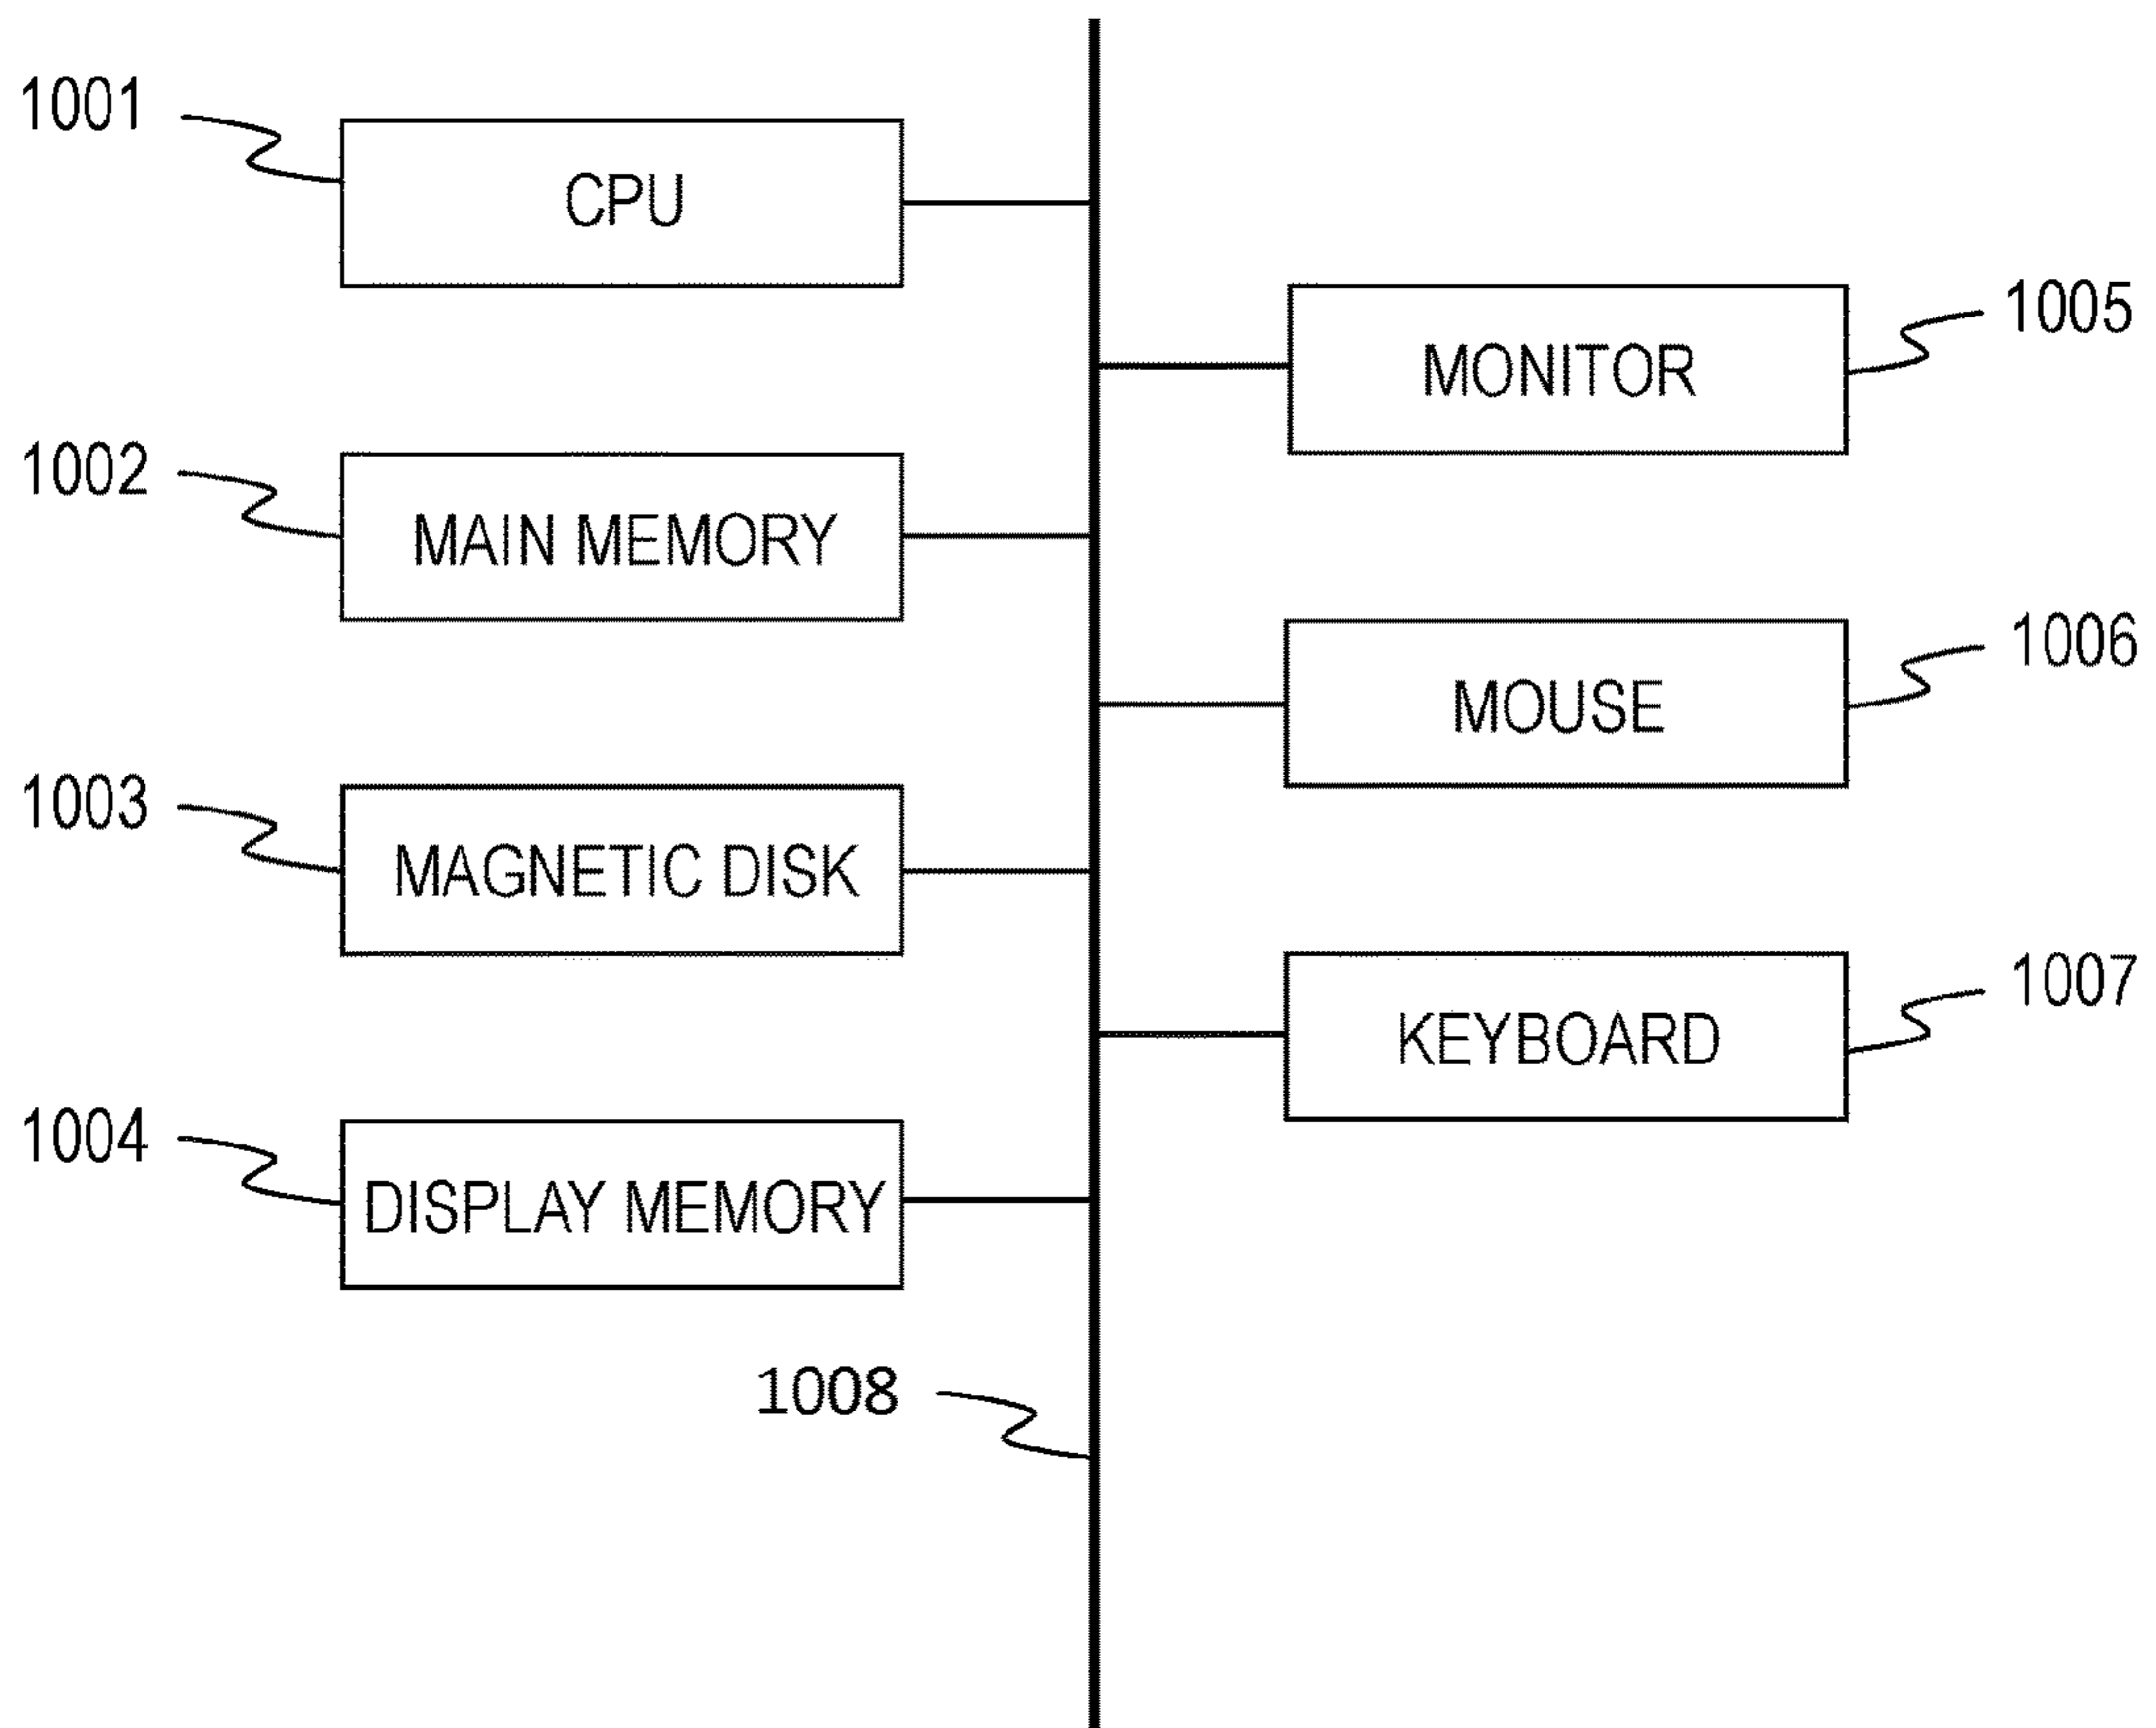 1001
CPU
1005
MONITOR
1002
MAIN MEMORY
1006
MOUSE
1003
MAGNETIC DISK
1007
KEYBOARD
1004
DISPLAY MEMORY
1008